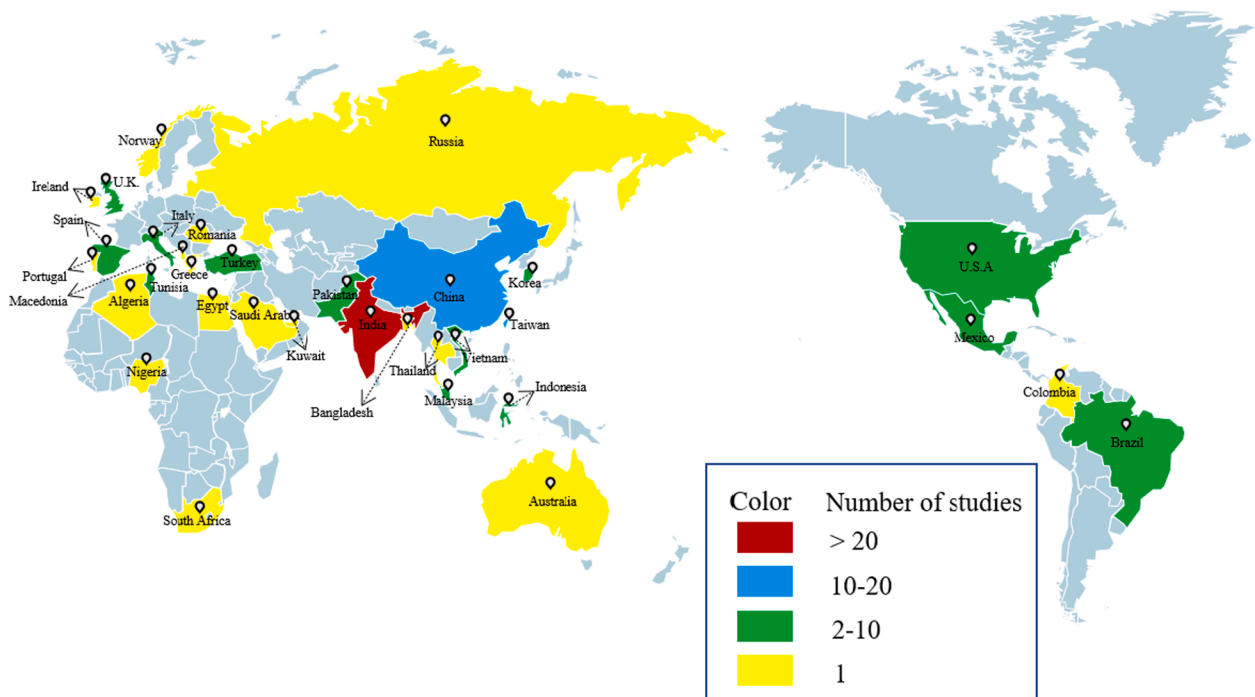 Norway
Russia
Ireland
U.K.
Spain
Italy
Romania
Portugal
Greece
Turkey
Macedonia
Tunisia
Algeria
Egypt
Saudi Arab
Pakistan
India
China
Korea
Taiwan
Kuwait
Nigeria
Thailand
Vietnam
Bangladesh
Malaysia
Indonesia
South Africa
Australia
U.S.A
Mexico
Colombia
Brazil
Color Number of studies
> 20
10-20
2-10
1